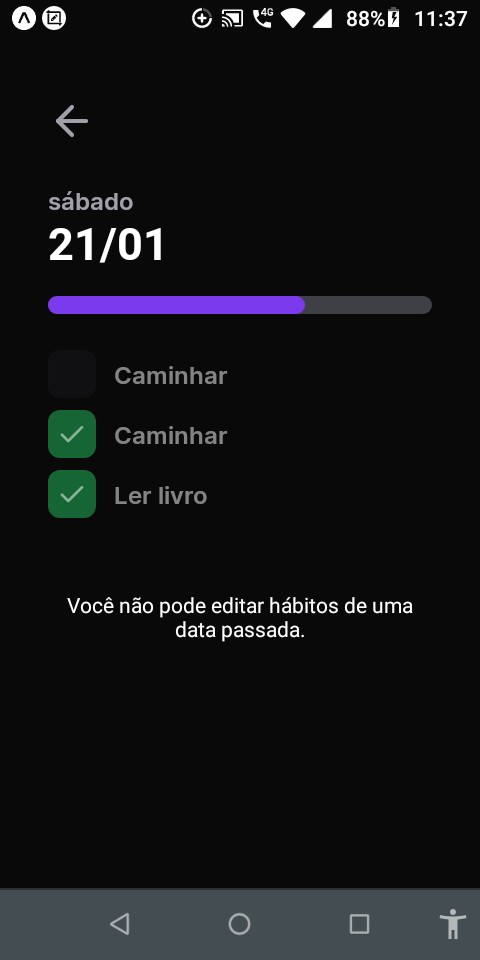 4G
88%
11:37
sábado
21/01
Caminhar
Caminhar
Ler livro
Você não pode editar hábitos de uma
data passada.